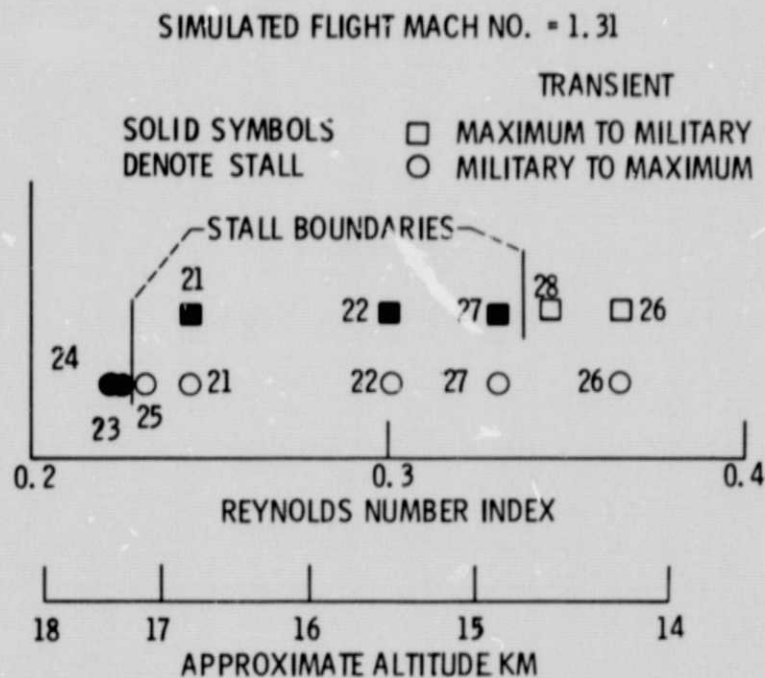 SIMULATED FLIGHT MACH NO. = 1.31
TRANSIENT
SOLID SYMBOLS □ MAXIMUM TO MILITARY
DENOTE STALL ○ MILITARY TO MAXIMUM
STALL BOUNDARIES
21 22 27 28 26
24 21 22 27 26
23 25
0.2 0.3 0.4
REYNOLDS NUMBER INDEX
18 17 16 15 14
APPROXIMATE ALTITUDE KM